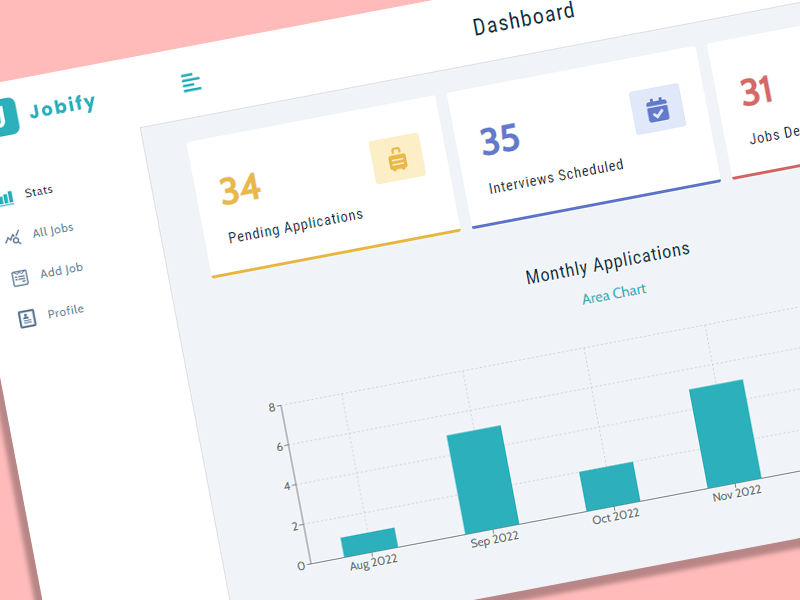 Dashboard
Jobify
Stats
All Jobs
Add Job
Profile
34
Pending Applications
35
Interviews Scheduled
31
Jobs
Monthly Applications
Area Chart
8
6
4
2
0
Aug 2022
Sep 2022
Oct 2022
Nov 2022